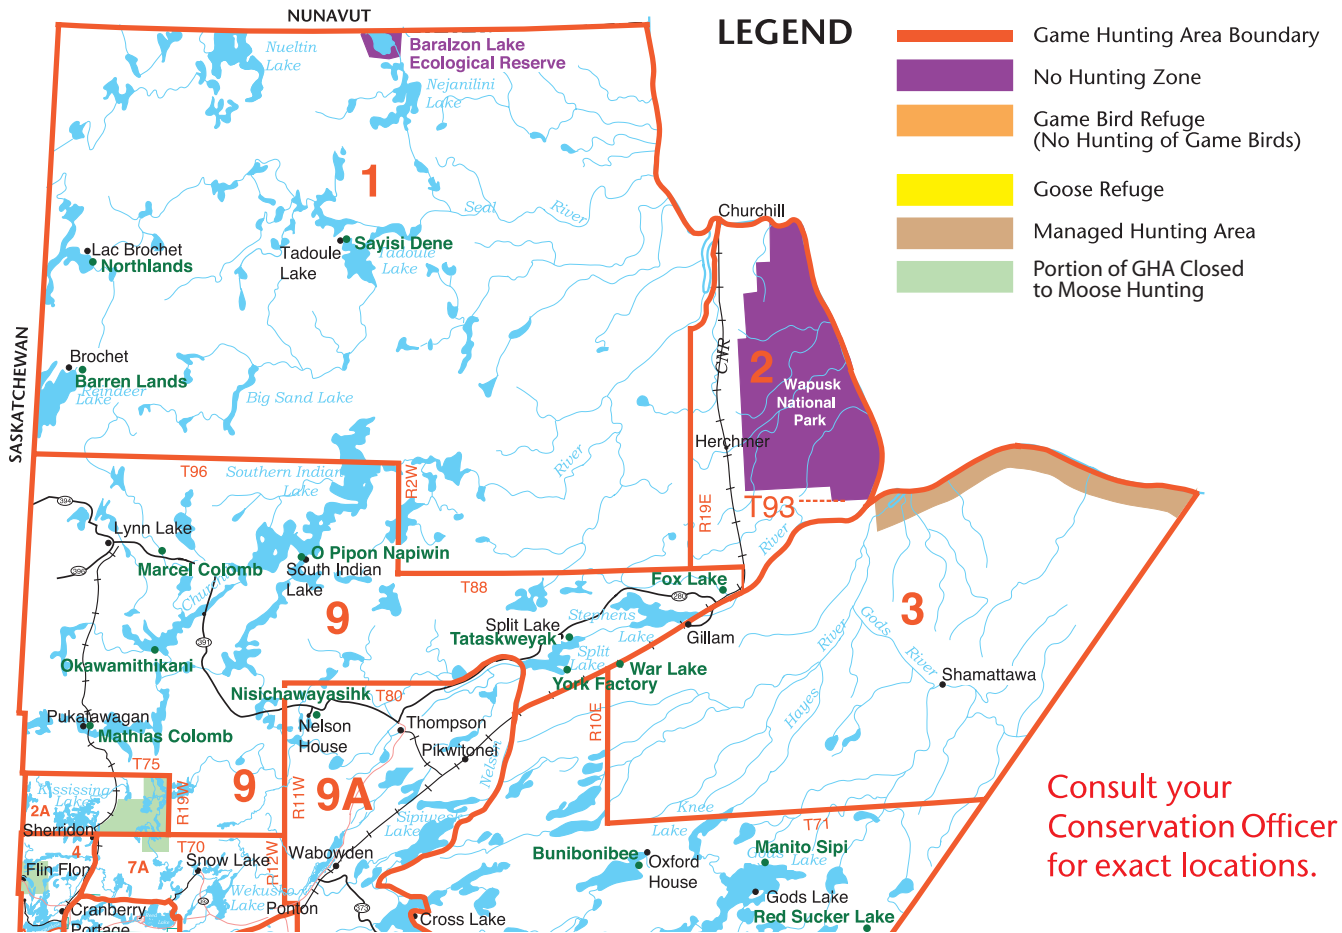 NUNAVUT
LEGEND
Game Hunting Area Boundary
No Hunting Zone
Game Bird Refuge
(No Hunting of Game Birds)
Goose Refuge
Managed Hunting Area
Portion of GHA Closed
to Moose Hunting
Nueltin
Lake
Baralzon Lake
Ecological Reserve
Nejanilini
Lake
1
Seal
River
Churchill
Lac Brochet
Northlands
Tadoule
Lake
Sayisi Dene
Tadoule
Lake
SASKATCHEWAN
Brochet
Barren Lands
Reindeer
Lake
Big Sand Lake
CNR
2
Wapusk
National
Park
Herchmer
River
T96
Southern Indian
Lake
R2W
R19E
T93
River
394
Lynn Lake
396
Marcel Colomb
O Pipon Napiwin
South Indian
Lake
T88
Fox Lake
280
9
391
Stephens
Lake
Split Lake
Tataskweyak
Split
Lake
Gillam
War Lake
York Factory
3
Gods
River
River
Hayes
Shamattawa
Okawamithikani
Nisichawayasihk
T80
R10E
Pukatawagan
Mathias Colomb
Nelson
House
Thompson
Pikwitonei
Nelson
T75
R19W
9
R11W
9A
Kississing
Lake
2A
Sherridon
Sipiwesk
Lake
Knee
Lake
T71
Consult your
Conservation Officer
for exact locations.
4
Flin Flon
7A
T70
Snow Lake
R12W
Wabowden
Bunibonibee
Oxford
House
Manito Sipi
Gods Lake
Wekusko
Lake
Gods Lake
Cranberry
Portage
Ponton
373
Cross Lake
Red Sucker Lake